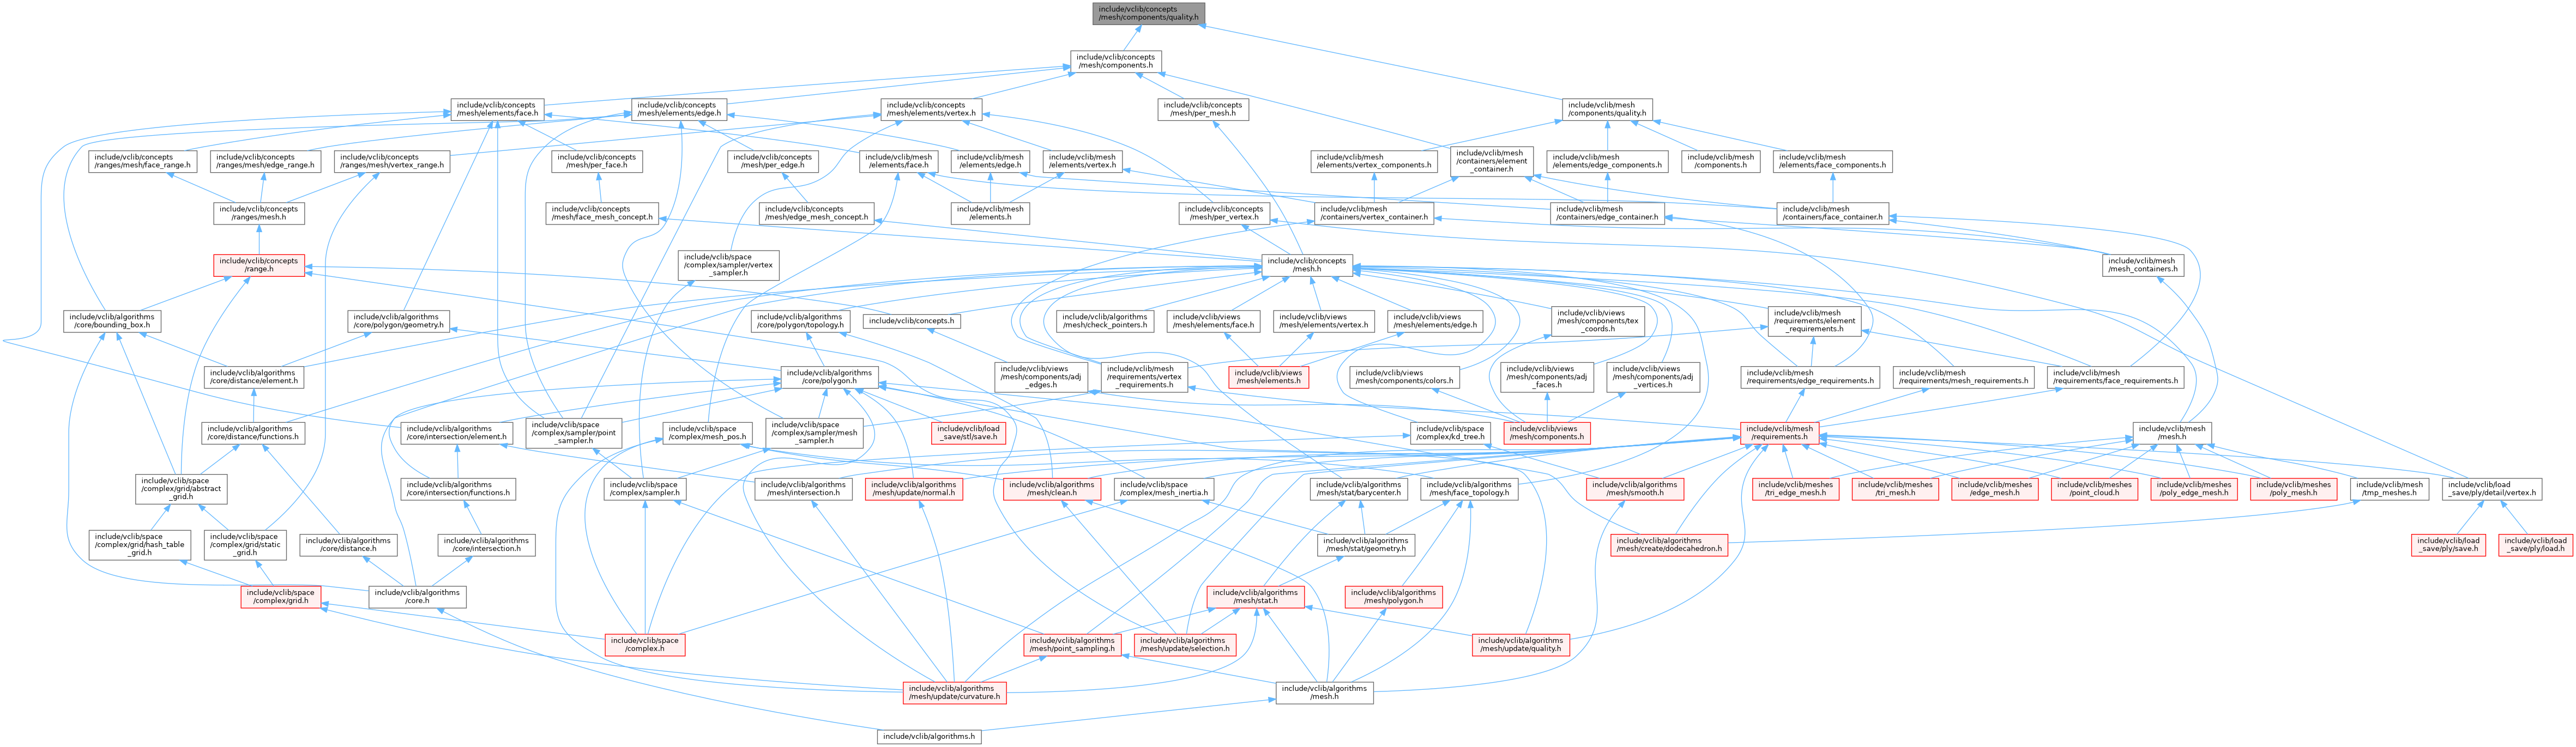 include/vclib/concepts
/mesh/components/quality.h
include/vclib/concepts
/mesh/components.h
include/vclib/concepts
/mesh/elements/face.h
include/vclib/concepts
/mesh/elements/edge.h
include/vclib/concepts
/mesh/elements/vertex.h
include/vclib/concepts
/mesh/per_mesh.h
include/vclib/mesh
/components/quality.h
include/vclib/concepts
/ranges/mesh/face_range.h
include/vclib/concepts
/ranges/mesh/edge_range.h
include/vclib/concepts
/ranges/mesh/vertex_range.h
include/vclib/concepts
/mesh/per_face.h
include/vclib/concepts
/mesh/per_edge.h
include/vclib/mesh
/elements/face.h
include/vclib/mesh
/elements/edge.h
include/vclib/mesh
/elements/vertex.h
include/vclib/mesh
/elements/vertex_components.h
include/vclib/mesh
/containers/element
_container.h
include/vclib/mesh
/elements/edge_components.h
include/vclib/mesh
/components.h
include/vclib/mesh
/elements/face_components.h
include/vclib/concepts
/ranges/mesh.h
include/vclib/concepts
/mesh/face_mesh_concept.h
include/vclib/concepts
/mesh/edge_mesh_concept.h
include/vclib/mesh
/elements.h
include/vclib/concepts
/mesh/per_vertex.h
include/vclib/mesh
/containers/vertex_container.h
include/vclib/mesh
/containers/edge_container.h
include/vclib/mesh
/containers/face_container.h
include/vclib/concepts
/range.h
include/vclib/space
/complex/sampler/vertex
_sampler.h
include/vclib/concepts
/mesh.h
include/vclib/mesh
/mesh_containers.h
include/vclib/algorithms
/core/bounding_box.h
include/vclib/algorithms
/core/polygon/geometry.h
include/vclib/algorithms
/core/polygon/topology.h
include/vclib/concepts.h
include/vclib/algorithms
/mesh/check_pointers.h
include/vclib/views
/mesh/elements/face.h
include/vclib/views
/mesh/elements/vertex.h
include/vclib/views
/mesh/elements/edge.h
include/vclib/views
/mesh/components/tex
_coords.h
include/vclib/mesh
/requirements/element
_requirements.h
include/vclib/algorithms
/core/distance/element.h
include/vclib/algorithms
/core/polygon.h
include/vclib/views
/mesh/components/adj
_edges.h
include/vclib/mesh
/requirements/vertex
_requirements.h
include/vclib/views
/mesh/elements.h
include/vclib/views
/mesh/components/colors.h
include/vclib/views
/mesh/components/adj
_faces.h
include/vclib/views
/mesh/components/adj
_vertices.h
include/vclib/mesh
/requirements/edge_requirements.h
include/vclib/mesh
/requirements/mesh_requirements.h
include/vclib/mesh
/requirements/face_requirements.h
include/vclib/algorithms
/core/distance/functions.h
include/vclib/algorithms
/core/intersection/element.h
include/vclib/space
/complex/sampler/point
_sampler.h
include/vclib/space
/complex/mesh_pos.h
include/vclib/space
/complex/sampler/mesh
_sampler.h
include/vclib/load
_save/stl/save.h
include/vclib/space
/complex/kd_tree.h
include/vclib/views
/mesh/components.h
include/vclib/mesh
/requirements.h
include/vclib/mesh
/mesh.h
include/vclib/space
/complex/grid/abstract
_grid.h
include/vclib/algorithms
/core/intersection/functions.h
include/vclib/space
/complex/sampler.h
include/vclib/algorithms
/mesh/intersection.h
include/vclib/algorithms
/mesh/update/normal.h
include/vclib/algorithms
/mesh/clean.h
include/vclib/space
/complex/mesh_inertia.h
include/vclib/algorithms
/mesh/stat/barycenter.h
include/vclib/algorithms
/mesh/face_topology.h
include/vclib/algorithms
/mesh/smooth.h
include/vclib/meshes
/tri_edge_mesh.h
include/vclib/meshes
/tri_mesh.h
include/vclib/meshes
/edge_mesh.h
include/vclib/meshes
/point_cloud.h
include/vclib/meshes
/poly_edge_mesh.h
include/vclib/meshes
/poly_mesh.h
include/vclib/mesh
/tmp_meshes.h
include/vclib/load
_save/ply/detail/vertex.h
include/vclib/space
/complex/grid/hash_table
_grid.h
include/vclib/space
/complex/grid/static
_grid.h
include/vclib/algorithms
/core/distance.h
include/vclib/algorithms
/core/intersection.h
include/vclib/algorithms
/mesh/stat/geometry.h
include/vclib/algorithms
/mesh/create/dodecahedron.h
include/vclib/load
_save/ply/save.h
include/vclib/load
_save/ply/load.h
include/vclib/space
/complex/grid.h
include/vclib/algorithms
/core.h
include/vclib/algorithms
/mesh/stat.h
include/vclib/algorithms
/mesh/polygon.h
include/vclib/space
/complex.h
include/vclib/algorithms
/mesh/point_sampling.h
include/vclib/algorithms
/mesh/update/selection.h
include/vclib/algorithms
/mesh/update/quality.h
include/vclib/algorithms
/mesh/update/curvature.h
include/vclib/algorithms
/mesh.h
include/vclib/algorithms.h